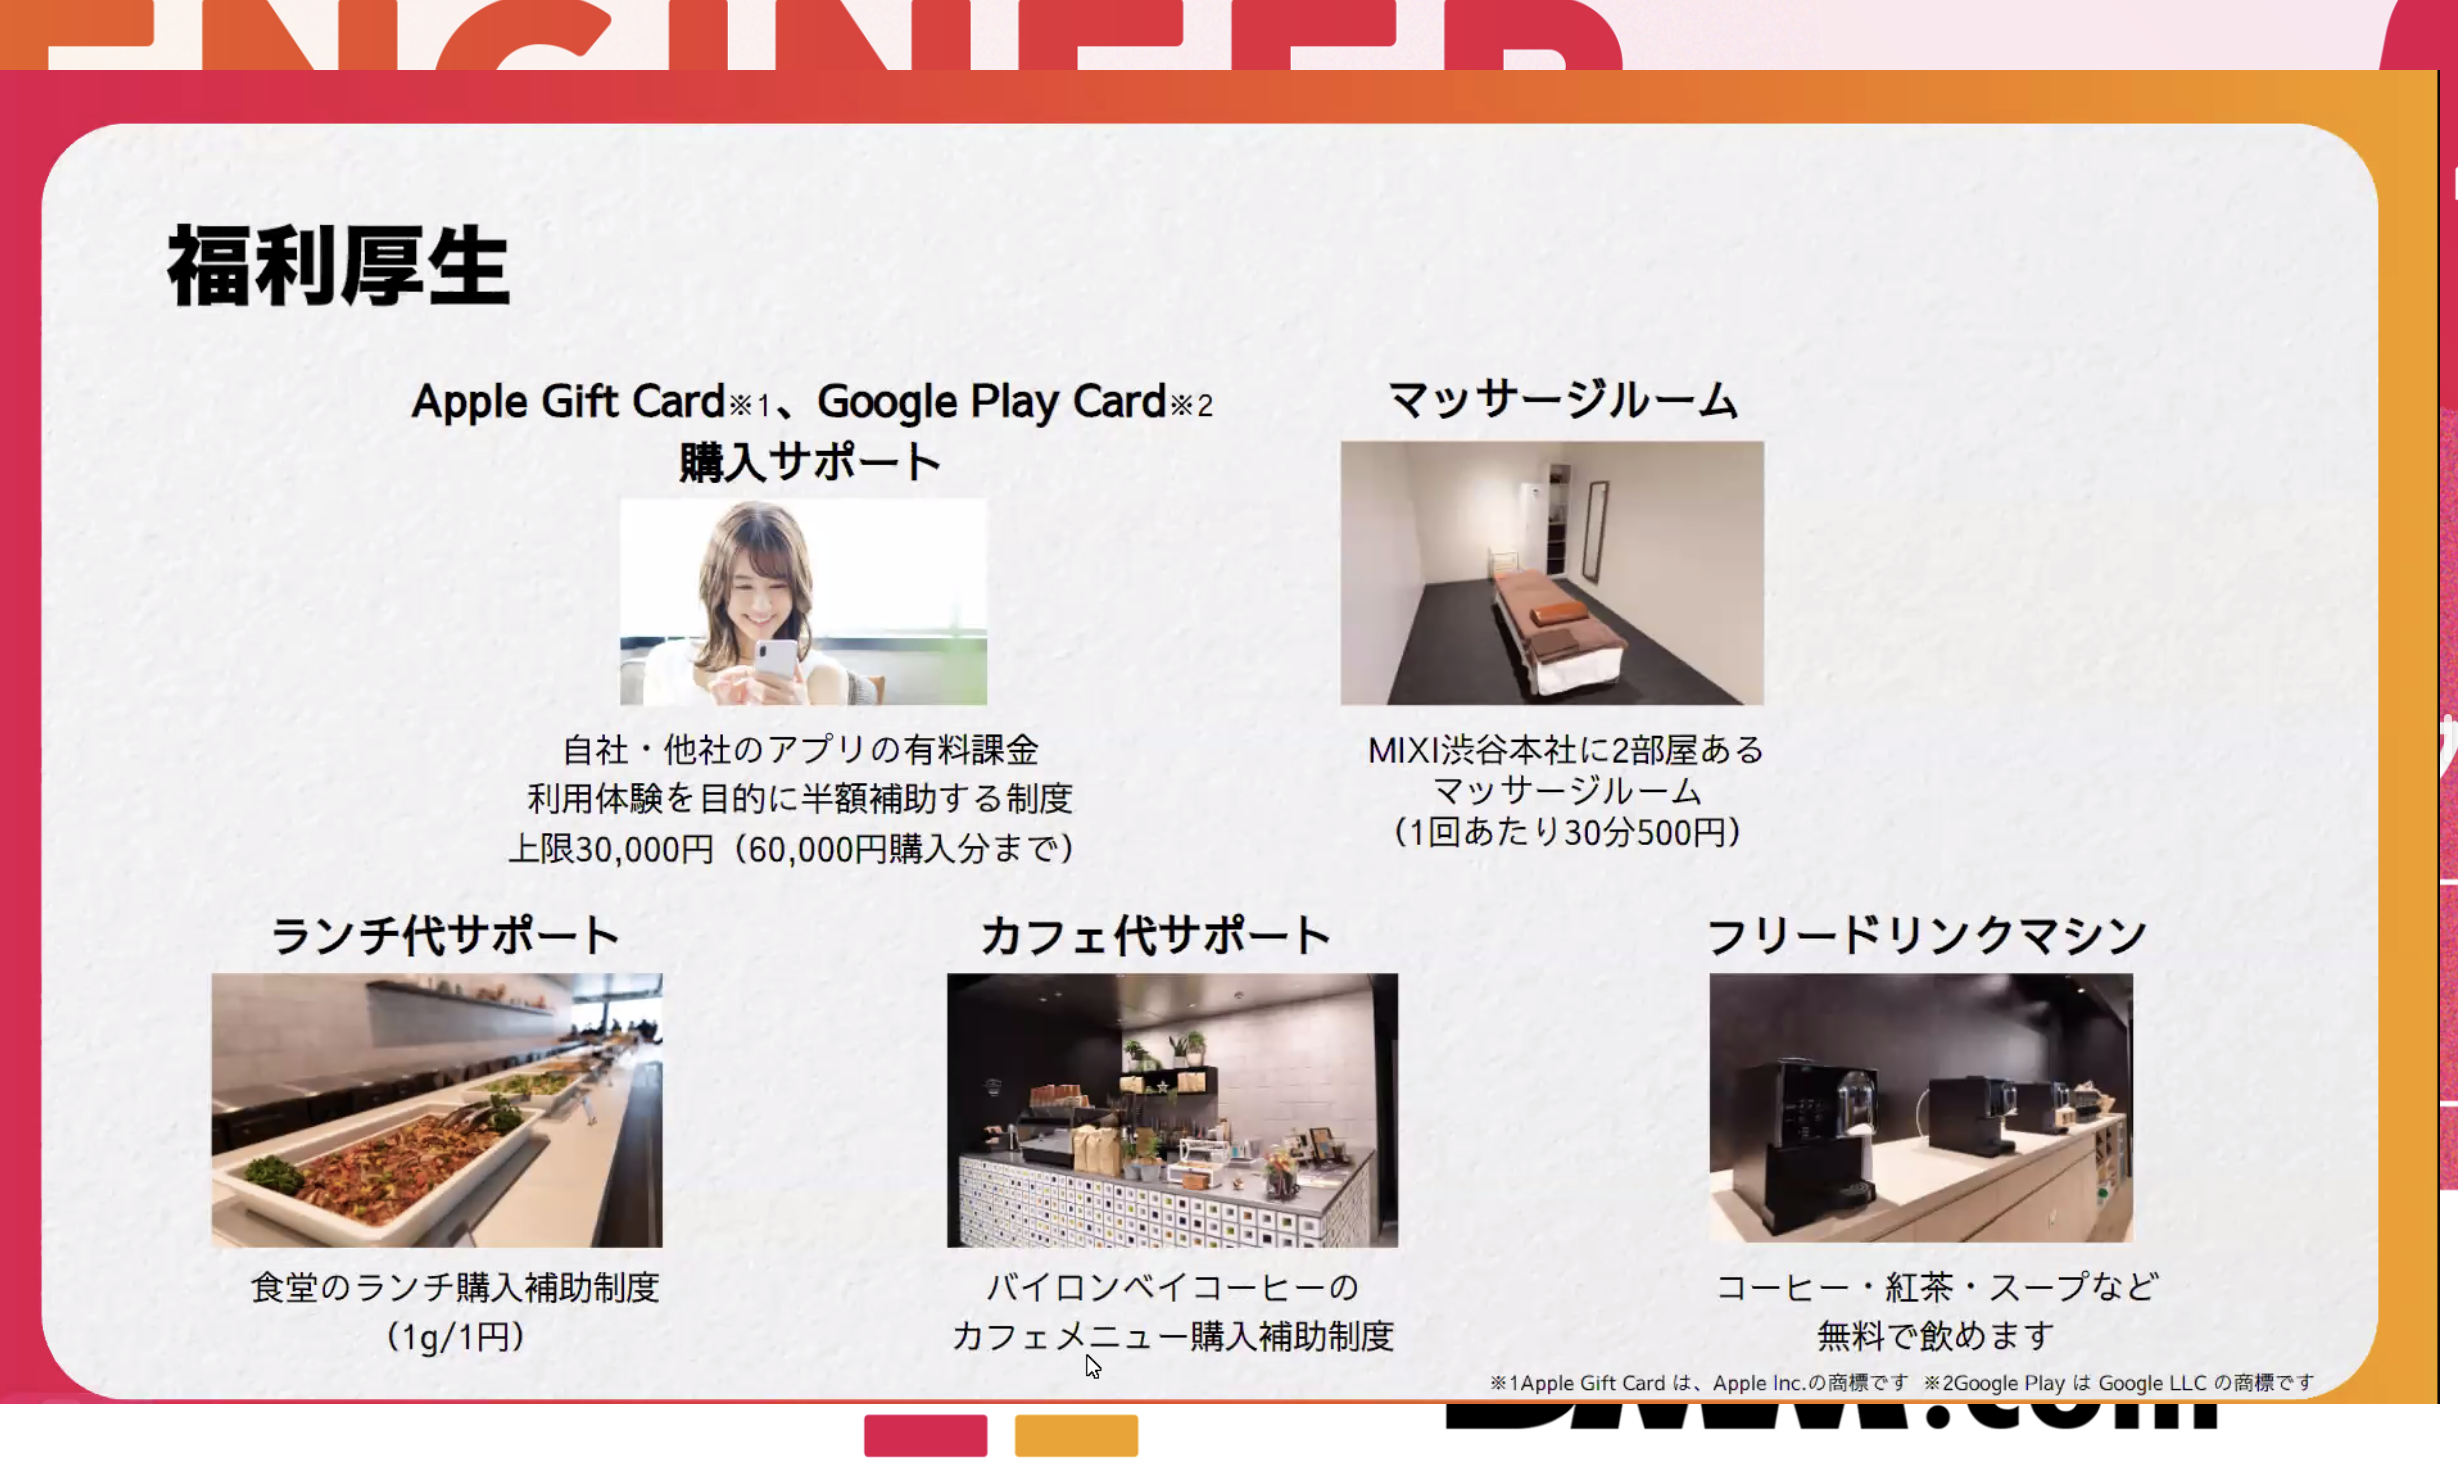 ENGINEER
福利厚生
Apple Gift Card※1、Google Play Card※2
購入サポート
自社・他社のアプリの有料課金
利用体験を目的に半額補助する制度
上限30,000円（60,000円購入分まで）
マッサージルーム
MIXI渋谷本社に2部屋ある
マッサージルーム
（1回あたり30分500円）
ランチ代サポート
食堂のランチ購入補助制度
（1g/1円）
カフェ代サポート
バイロンベイコーヒーの
カフェメニュー購入補助制度
フリードリンクマシン
コーヒー・紅茶・スープなど
無料で飲めます
※1Apple Gift Card は、Apple Inc.の商標です ※2Google Play は Google LLC の商標です
DMM.com